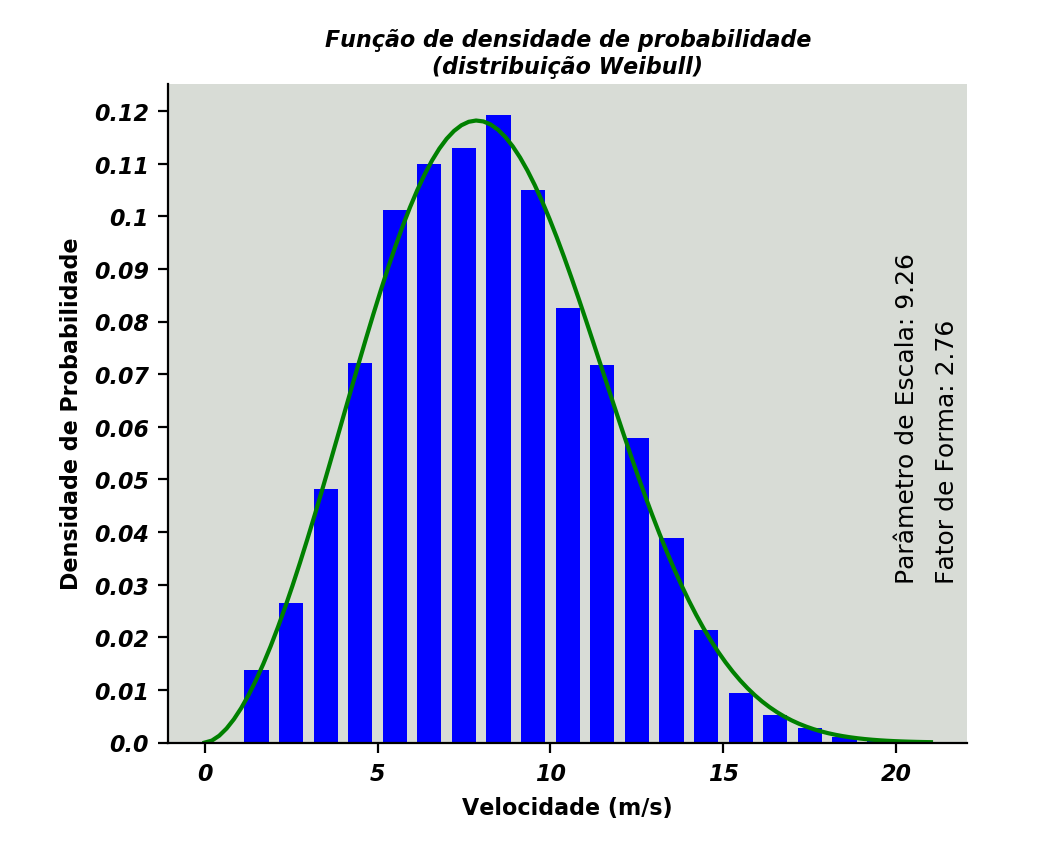 Função de densidade de probabilidade
(distribuição Weibull)
Densidade de Probabilidade
0.12
0.11
0.1
0.09
0.08
0.07
0.06
0.05
0.04
0.03
0.02
0.01
0.0
Parâmetro de Escala: 9.26
Fator de Forma: 2.76
0 5 10 15 20
Velocidade (m/s)